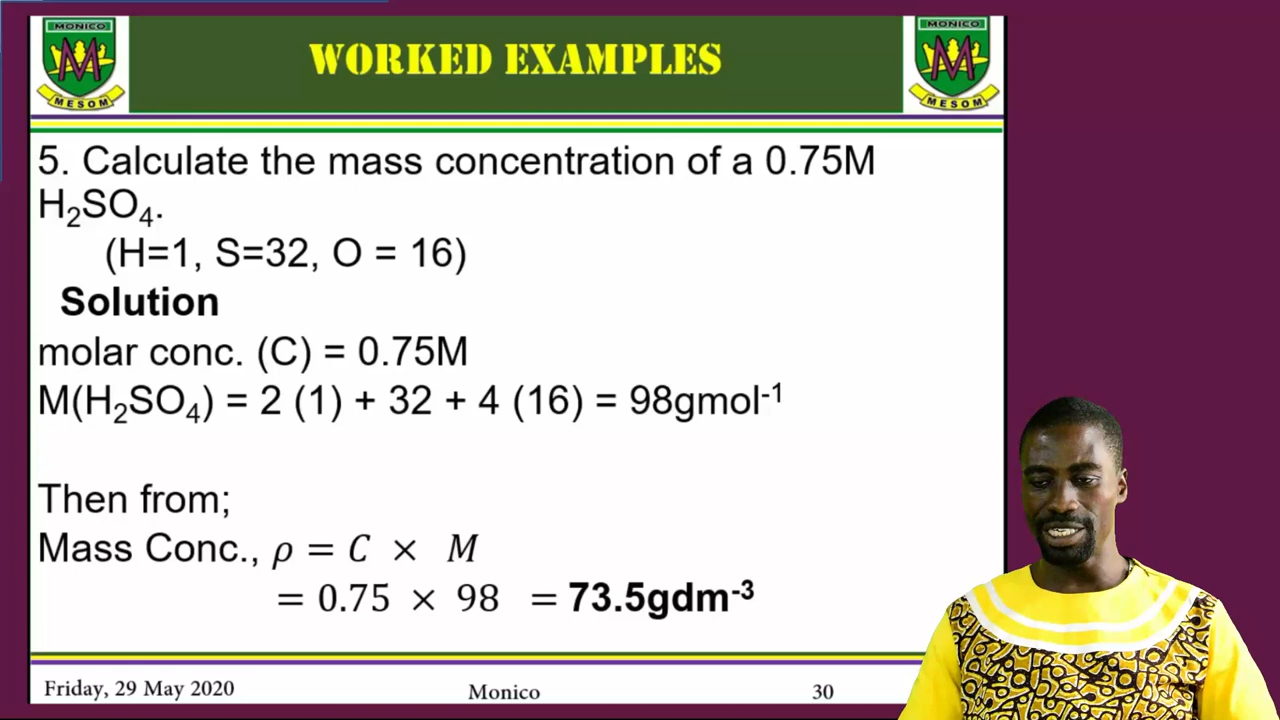 MONICO
MESOM
WORKED EXAMPLES
MONICO
MESOM
5. Calculate the mass concentration of a 0.75M
H₂SO₄.
(H=1, S=32, O = 16)
Solution
molar conc. (C) = 0.75M
M(H₂SO₄) = 2 (1) + 32 + 4 (16) = 98gmol⁻¹
Then from;
Mass Conc., ρ = C × M
= 0.75 × 98 = 73.5gdm⁻³
Friday, 29 May 2020
Monico
30